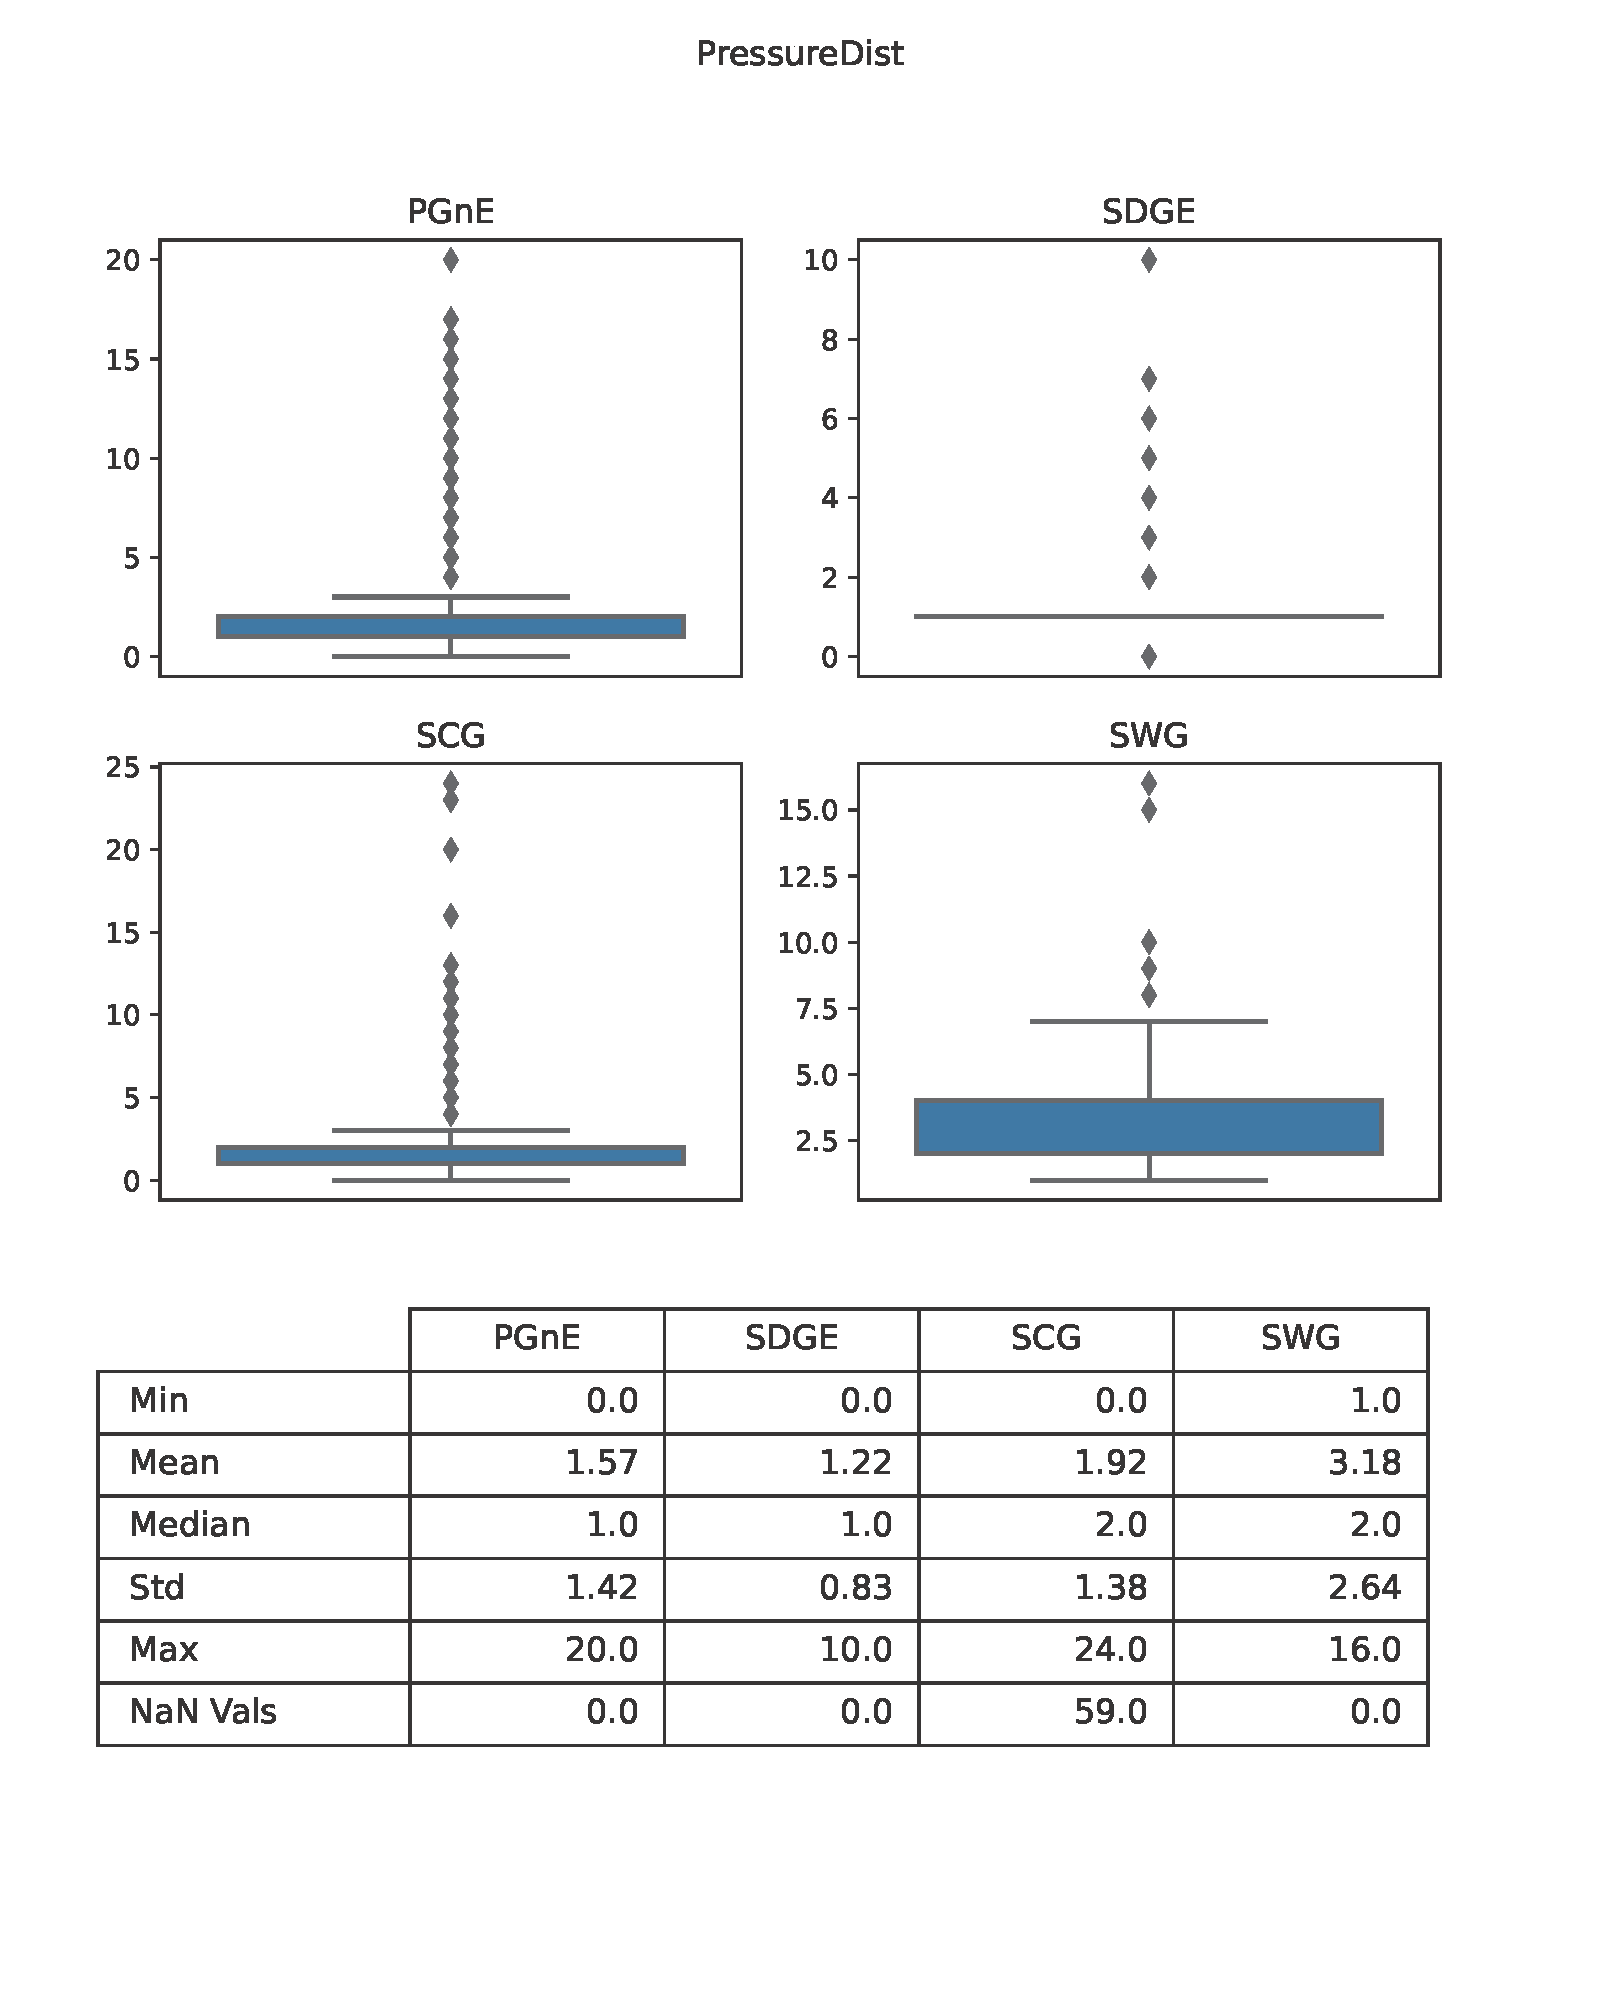 PressureDist
PGnE
20
15
10
5
0
SDGE
10
8
6
4
2
0
SCG
25
20
15
10
5
0
SWG
15.0
12.5
10.0
7.5
5.0
2.5
PGnE SDGE SCG SWG
Min 0.0 0.0 0.0 1.0
Mean 1.57 1.22 1.92 3.18
Median 1.0 1.0 2.0 2.0
Std 1.42 0.83 1.38 2.64
Max 20.0 10.0 24.0 16.0
NaN Vals 0.0 0.0 59.0 0.0